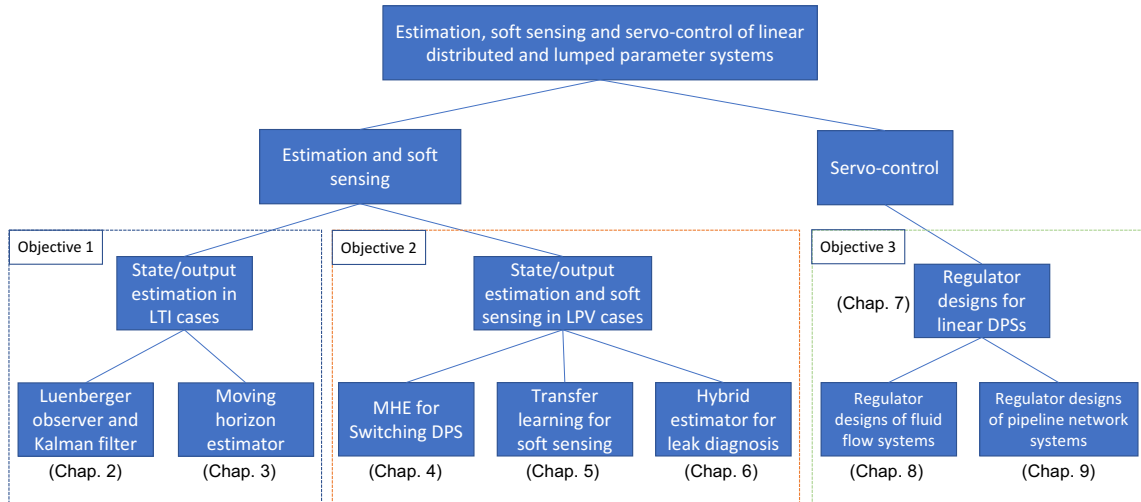 Estimation, soft sensing and servo-control of linear
distributed and lumped parameter systems
Estimation and soft
sensing
Servo-control
Objective 1
State/output
estimation in
LTI cases
Luenberger
observer and
Kalman filter
(Chap. 2)
Moving
horizon
estimator
(Chap. 3)
Objective 2
State/output
estimation and soft
sensing in LPV cases
MHE for
Switching DPS
(Chap. 4)
Transfer
learning for
soft sensing
(Chap. 5)
Hybrid
estimator for
leak diagnosis
(Chap. 6)
Objective 3
(Chap. 7)
Regulator
designs for
linear DPSs
Regulator
designs of fluid
flow systems
(Chap. 8)
Regulator designs
of pipeline network
systems
(Chap. 9)